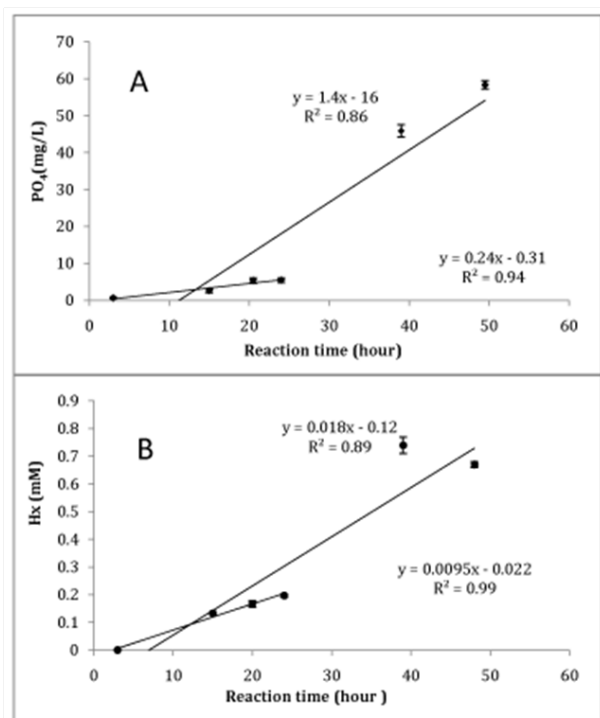 A
y = 1.4x - 16
R² = 0.86
y = 0.24x - 0.31
R² = 0.94
PO₄(mg/L)
70
60
50
40
30
20
10
0
0 10 20 30 40 50 60
Reaction time (hour)
B
y = 0.018x - 0.12
R² = 0.89
y = 0.0095x - 0.022
R² = 0.99
Hx (mM)
0.9
0.8
0.7
0.6
0.5
0.4
0.3
0.2
0.1
0
0 10 20 30 40 50 60
Reaction time (hour )